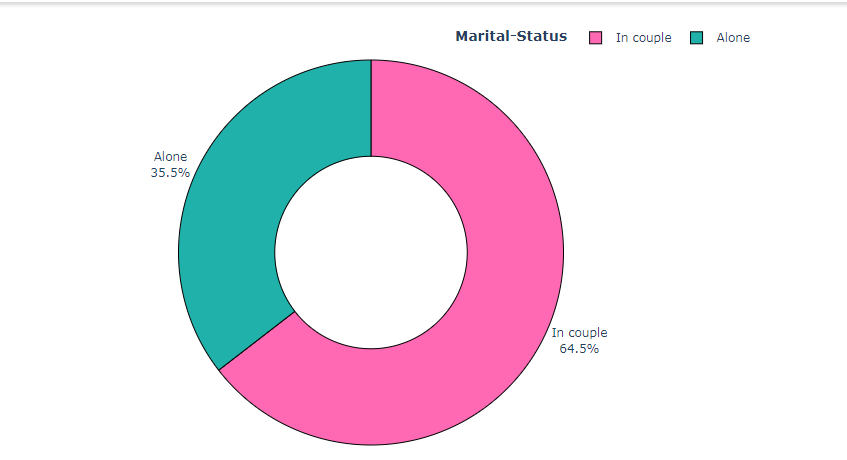 Marital-Status In couple Alone
Alone
35.5%
In couple
64.5%